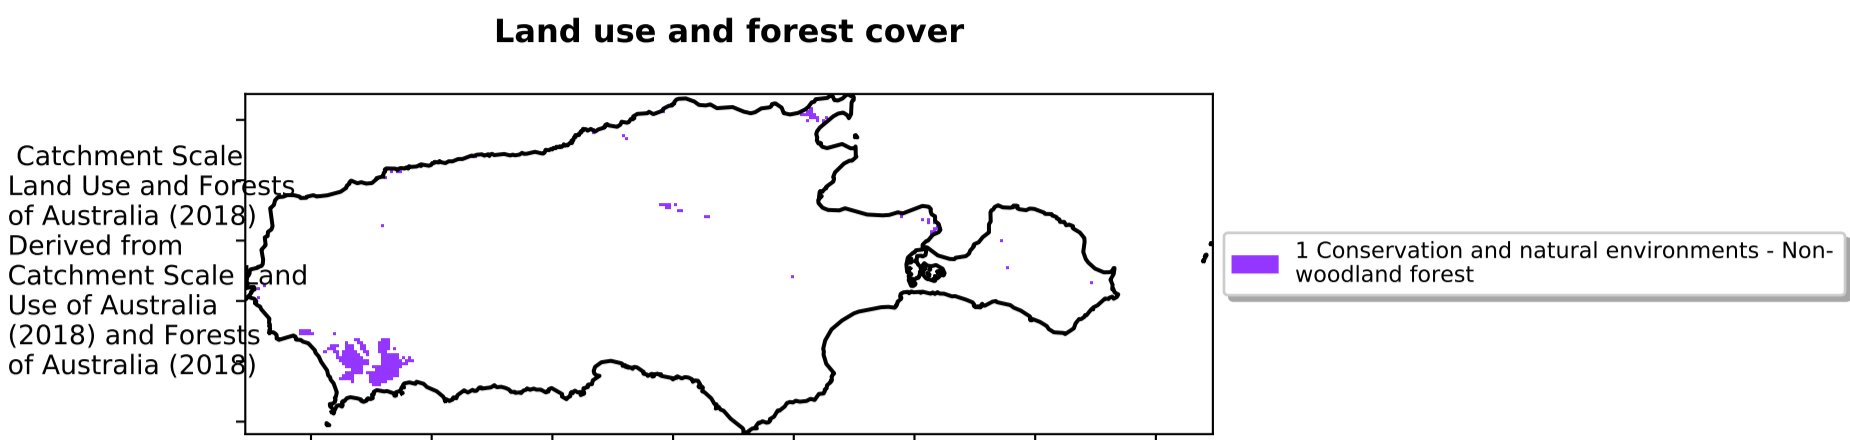 Land use and forest cover
Catchment Scale
Land Use and Forests
of Australia (2018)
Derived from
Catchment Scale Land
Use of Australia
(2018) and Forests
of Australia (2018)
1 Conservation and natural environments - Non-
woodland forest